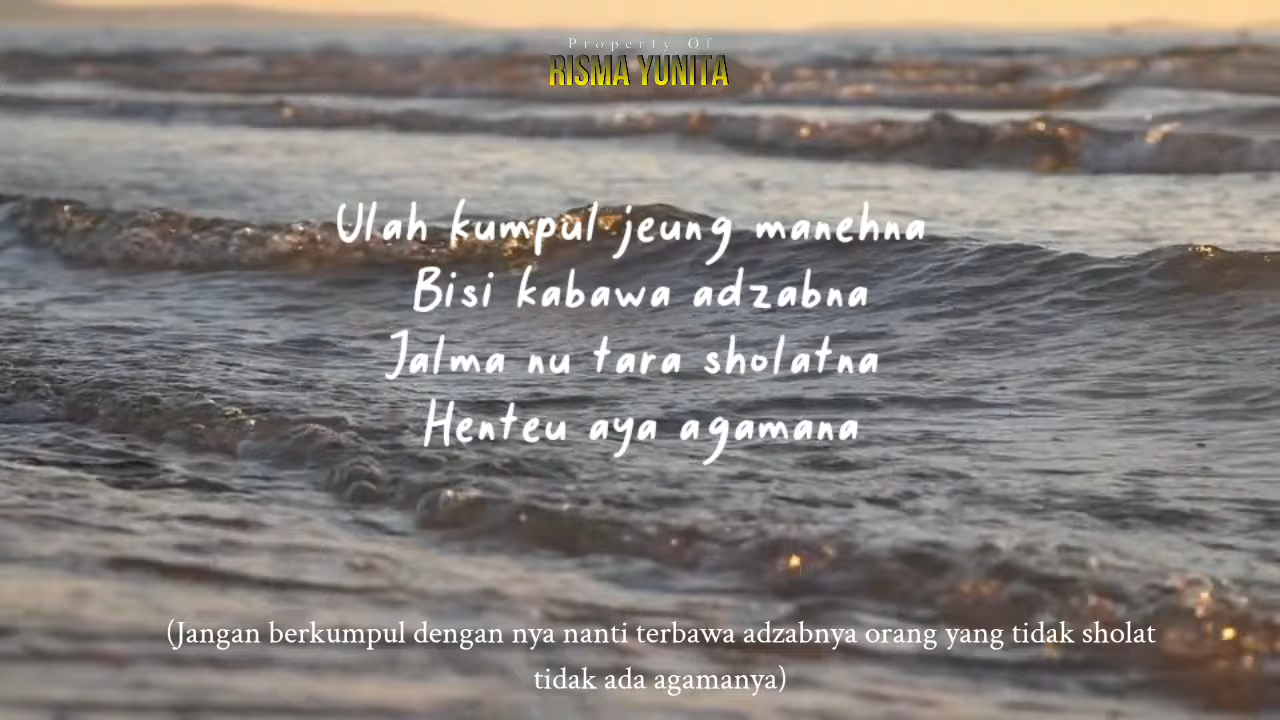 Property Of
RISMA YUNITA
Ulah kumpul jeung manehna
Bisi kabawa adzabna
Jalma nu tara sholatna
Henteu aya agamana
(Jangan berkumpul dengan nya nanti terbawa adzabnya orang yang tidak sholat
tidak ada agamanya)